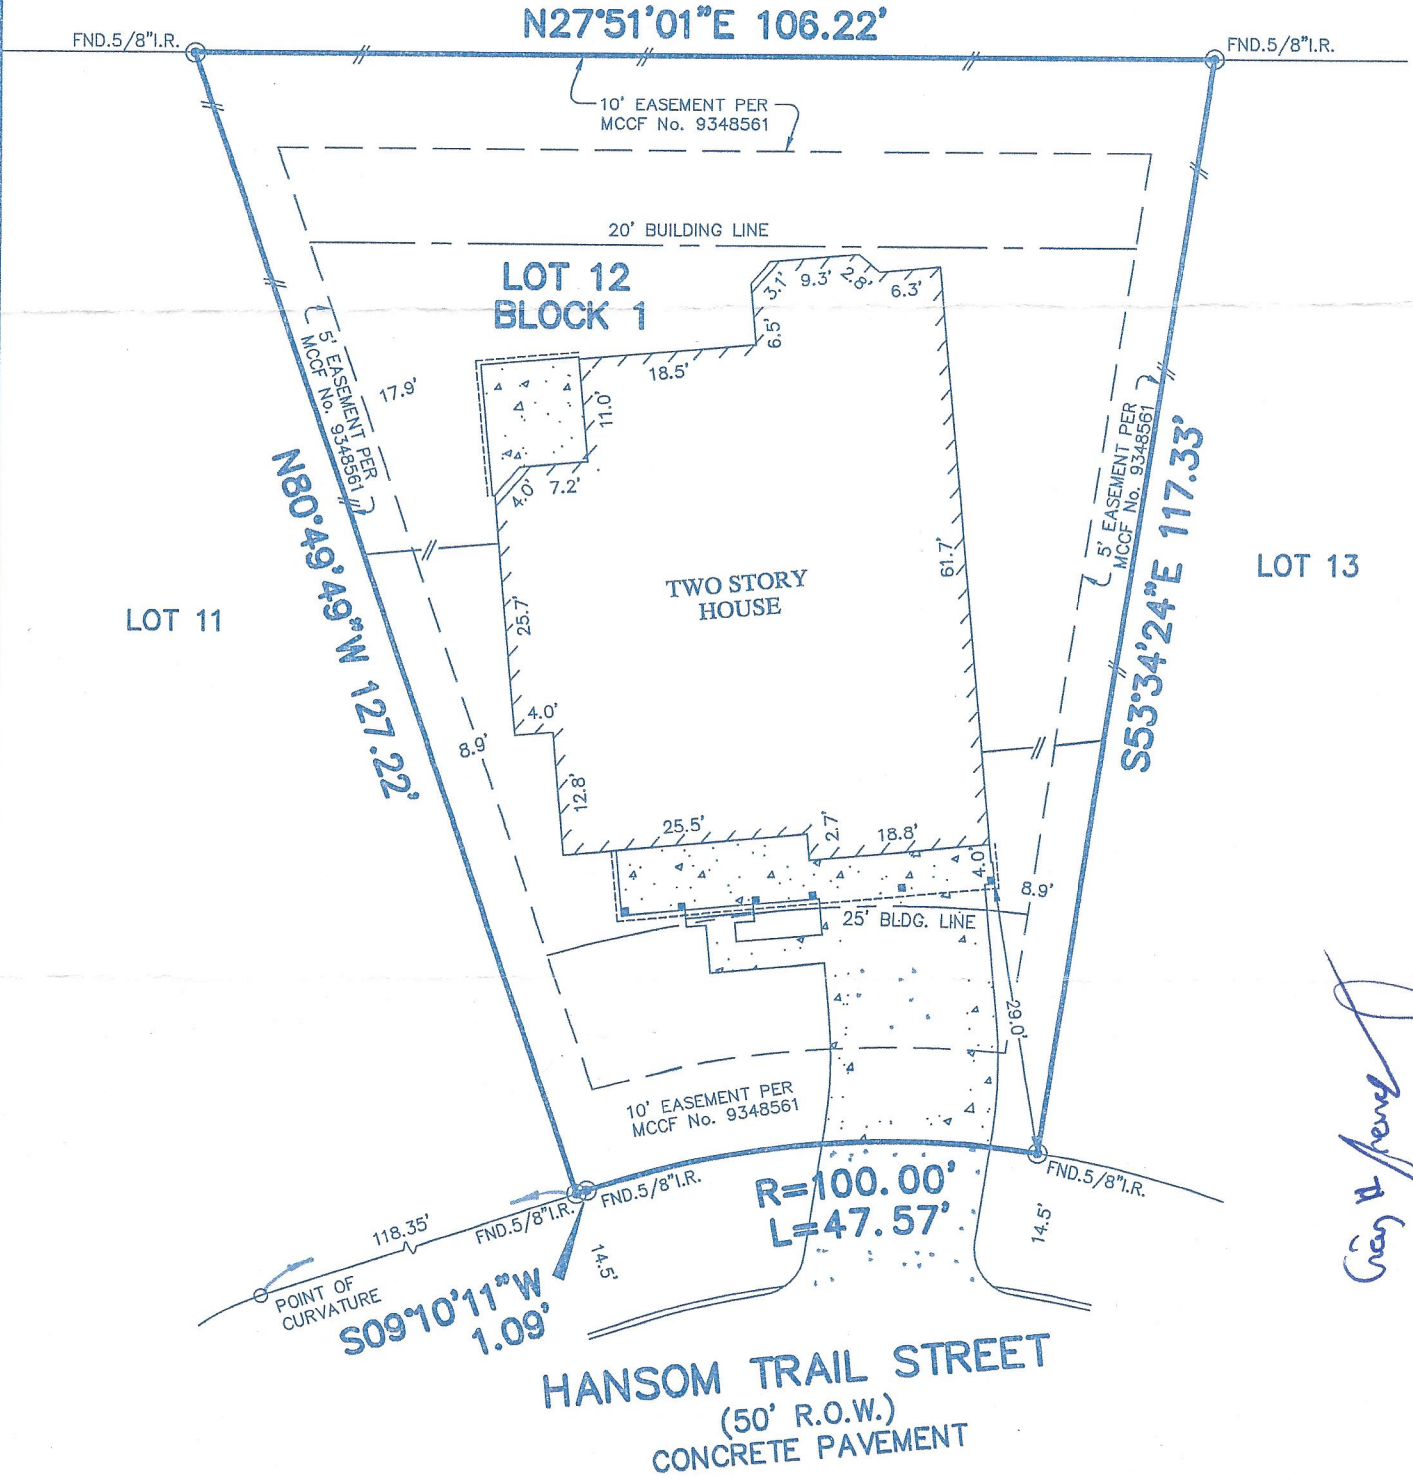 N27°51'01"E 106.22'
FND.5/8"I.R.
FND.5/8"I.R.
10' EASEMENT PER
MCCF No. 9348561
20' BUILDING LINE
LOT 12
BLOCK 1
3.1'
9.3'
2.8'
6.3'
6.5'
18.5'
11.0'
17.9'
5' EASEMENT PER
MCCF No. 9348561
4.0'
7.2'
5' EASEMENT PER
MCCF No. 9348561
N80°49'49"W 127.22'
S53°34'24"E 117.33'
LOT 11
LOT 13
TWO STORY
HOUSE
61.7'
25.7'
4.0'
8.9'
12.8'
25.5'
2.7'
18.8'
4.0'
8.9'
25' BLDG. LINE
29.0'
10' EASEMENT PER
MCCF No. 9348561
FND.5/8"I.R.
FND.5/8"I.R.
FND.5/8"I.R.
R=100.00'
L=47.57'
118.35'
14.5'
14.5'
POINT OF
CURVATURE
S09°10'11"W
1.09'
HANSOM TRAIL STREET
(50' R.O.W.)
CONCRETE PAVEMENT